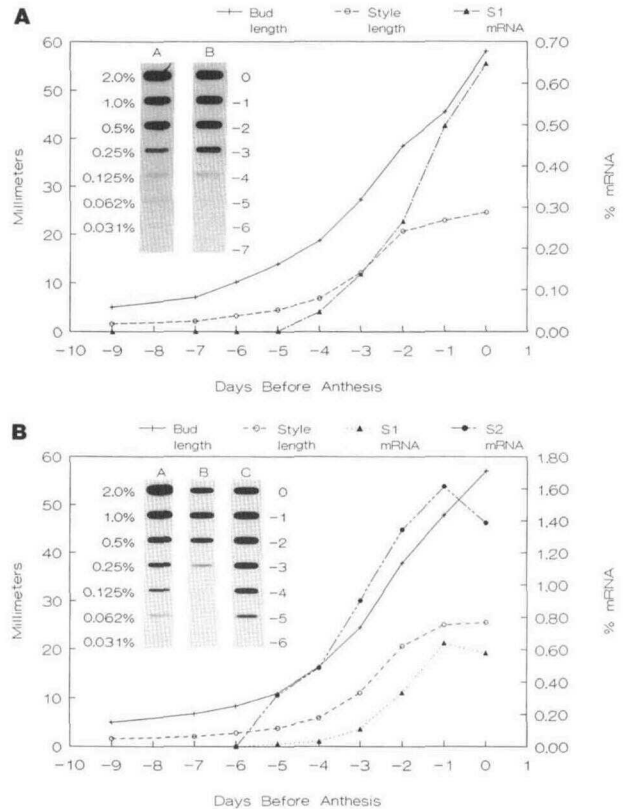 A
Bud length
Style length
S1 mRNA
60
50
40
30
20
10
0
Millimeters
0.70
0.60
0.50
0.40
0.30
0.20
0.10
0.00
% mRNA
A B
2.0% 0
1.0% -1
0.5% -2
0.25% -3
0.125% -4
0.062% -5
0.031% -6
-7
-10 -9 -8 -7 -6 -5 -4 -3 -2 -1 0
Days Before Anthesis
B
Bud length
Style length
S1 mRNA
S2 mRNA
60
50
40
30
20
10
0
Millimeters
1.80
1.60
1.40
1.20
1.00
0.80
0.60
0.40
0.20
0.00
% mRNA
A B C
2.0% 0
1.0% -1
0.5% -2
0.25% -3
0.125% -4
0.062% -5
0.031% -6
-10 -9 -8 -7 -6 -5 -4 -3 -2 -1 0
Days Before Anthesis